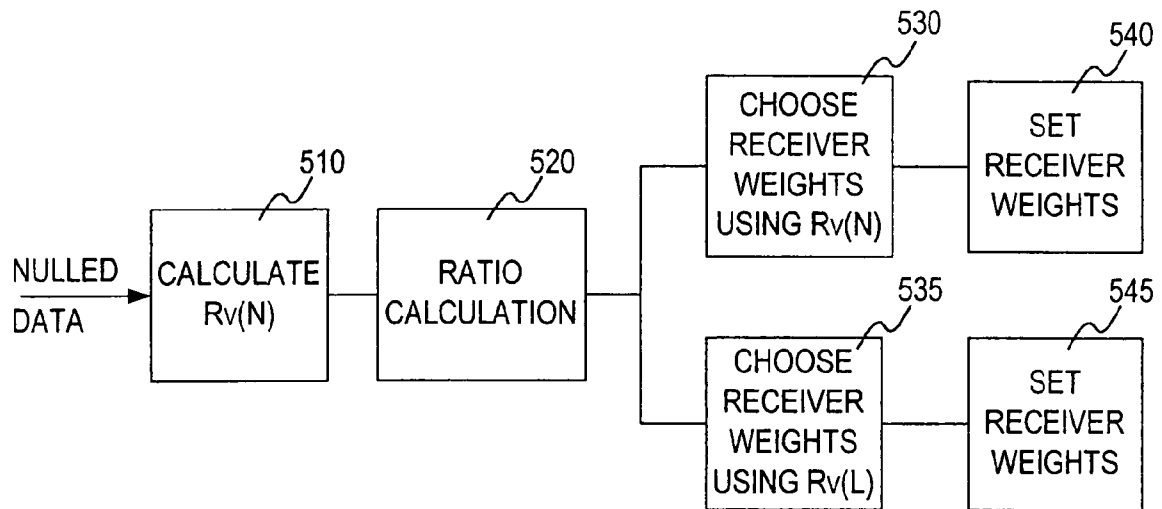 NULLED
DATA
510
CALCULATE
Rv(N)
520
RATIO
CALCULATION
530
CHOOSE
RECEIVER
WEIGHTS
USING Rv(N)
540
SET
RECEIVER
WEIGHTS
535
CHOOSE
RECEIVER
WEIGHTS
USING Rv(L)
545
SET
RECEIVER
WEIGHTS